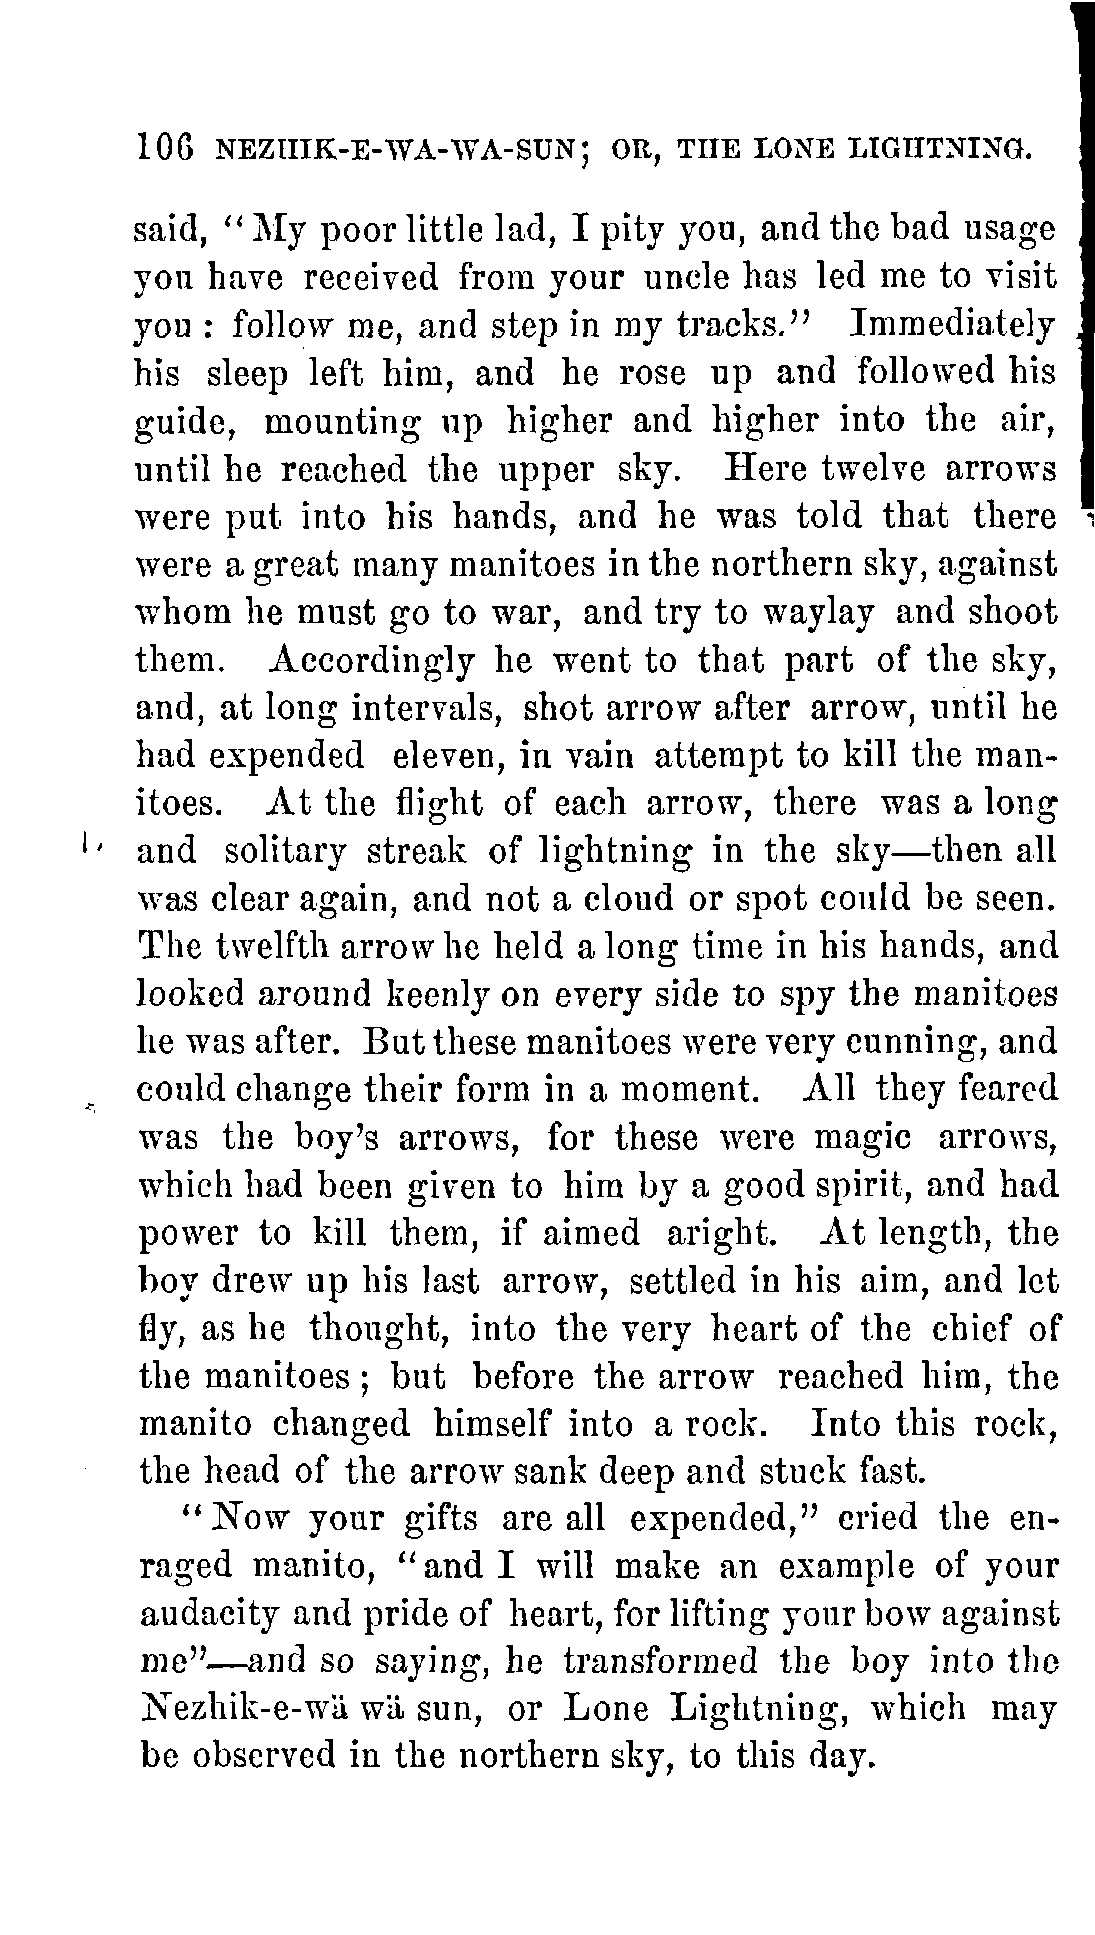 106 NEZHIK-E-WA-WA-SUN; OR, THE LONE LIGHTNING.
said, "My poor little lad, I pity you, and the bad usage
you have received from your uncle has led me to visit
you : follow me, and step in my tracks." Immediately
his sleep left him, and he rose up and followed his
guide, mounting up higher and higher into the air,
until he reached the upper sky. Here twelve arrows
were put into his hands, and he was told that there
were a great many manitoes in the northern sky, against
whom he must go to war, and try to waylay and shoot
them. Accordingly he went to that part of the sky,
and, at long intervals, shot arrow after arrow, until he
had expended eleven, in vain attempt to kill the man-
itoes. At the flight of each arrow, there was a long
and solitary streak of lightning in the sky—then all
was clear again, and not a cloud or spot could be seen.
The twelfth arrow he held a long time in his hands, and
looked around keenly on every side to spy the manitoes
he was after. But these manitoes were very cunning, and
could change their form in a moment. All they feared
was the boy's arrows, for these were magic arrows,
which had been given to him by a good spirit, and had
power to kill them, if aimed aright. At length, the
boy drew up his last arrow, settled in his aim, and let
fly, as he thought, into the very heart of the chief of
the manitoes ; but before the arrow reached him, the
manito changed himself into a rock. Into this rock,
the head of the arrow sank deep and stuck fast.
"Now your gifts are all expended," cried the en-
raged manito, "and I will make an example of your
audacity and pride of heart, for lifting your bow against
me"—and so saying, he transformed the boy into the
Nezhik-e-wä wä sun, or Lone Lightning, which may
be observed in the northern sky, to this day.